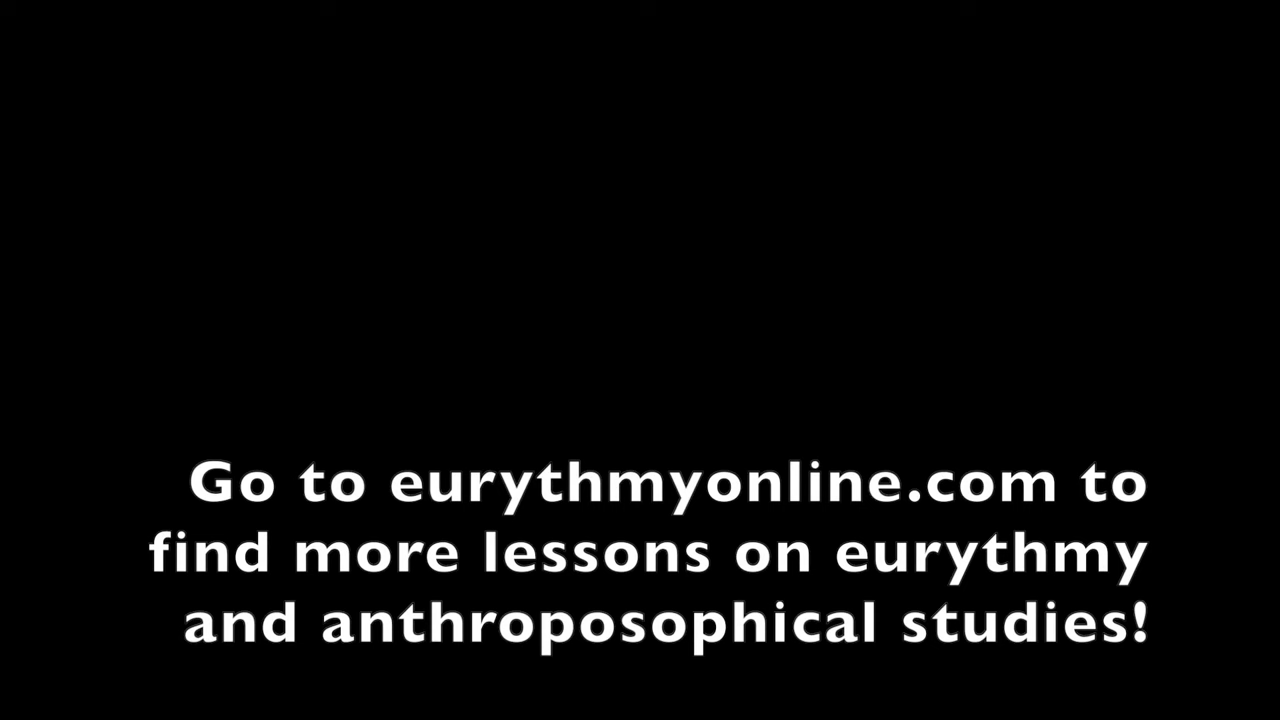 Go to eurythmyonline.com to
find more lessons on eurythmy
and anthroposophical studies!